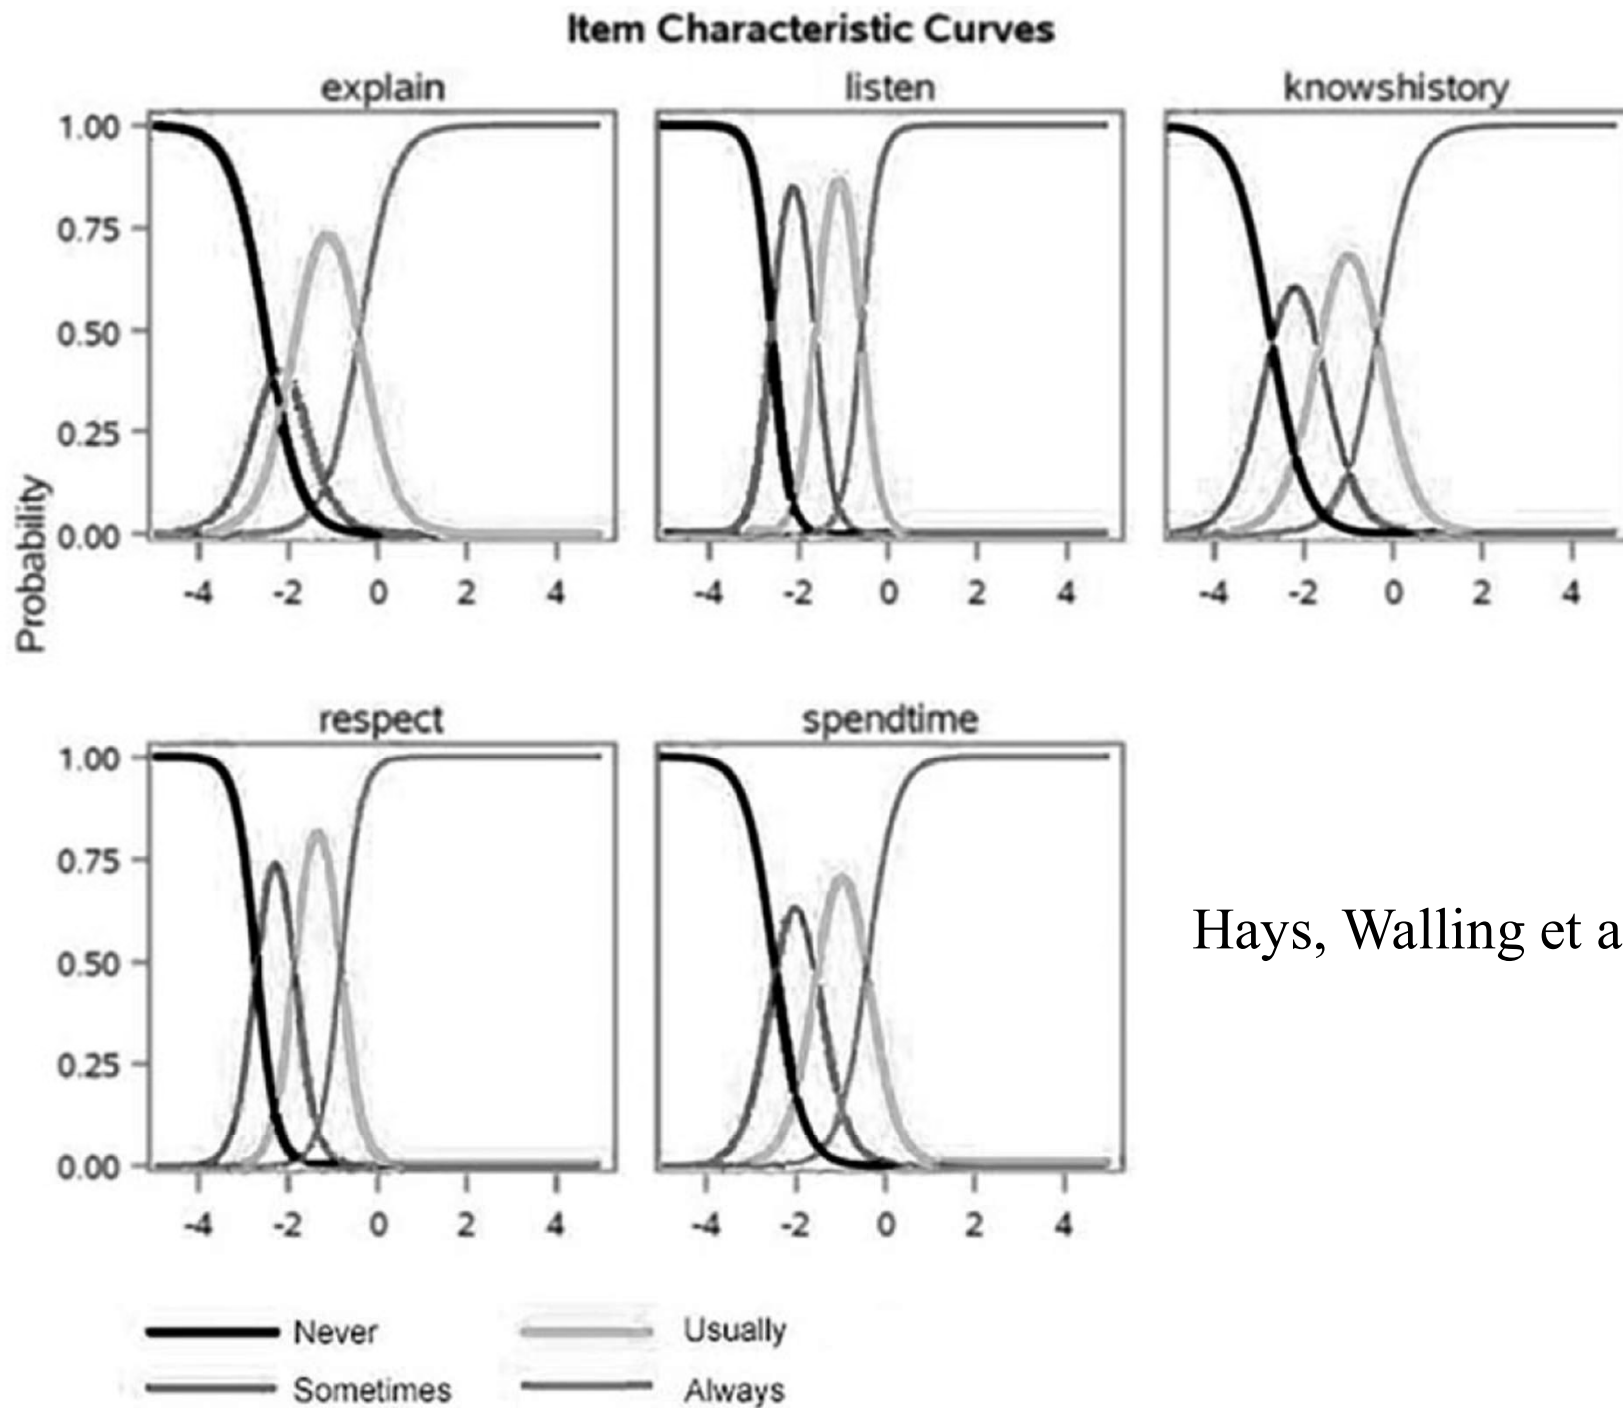 Item Characteristic Curves
explain
listen
knowshistory
Probability
1.00
0.75
0.50
0.25
0.00
-4 -2 0 2 4
-4 -2 0 2 4
-4 -2 0 2 4
respect
spendtime
1.00
0.75
0.50
0.25
0.00
-4 -2 0 2 4
-4 -2 0 2 4
Hays, Walling et a
Never
Usually
Sometimes
Always